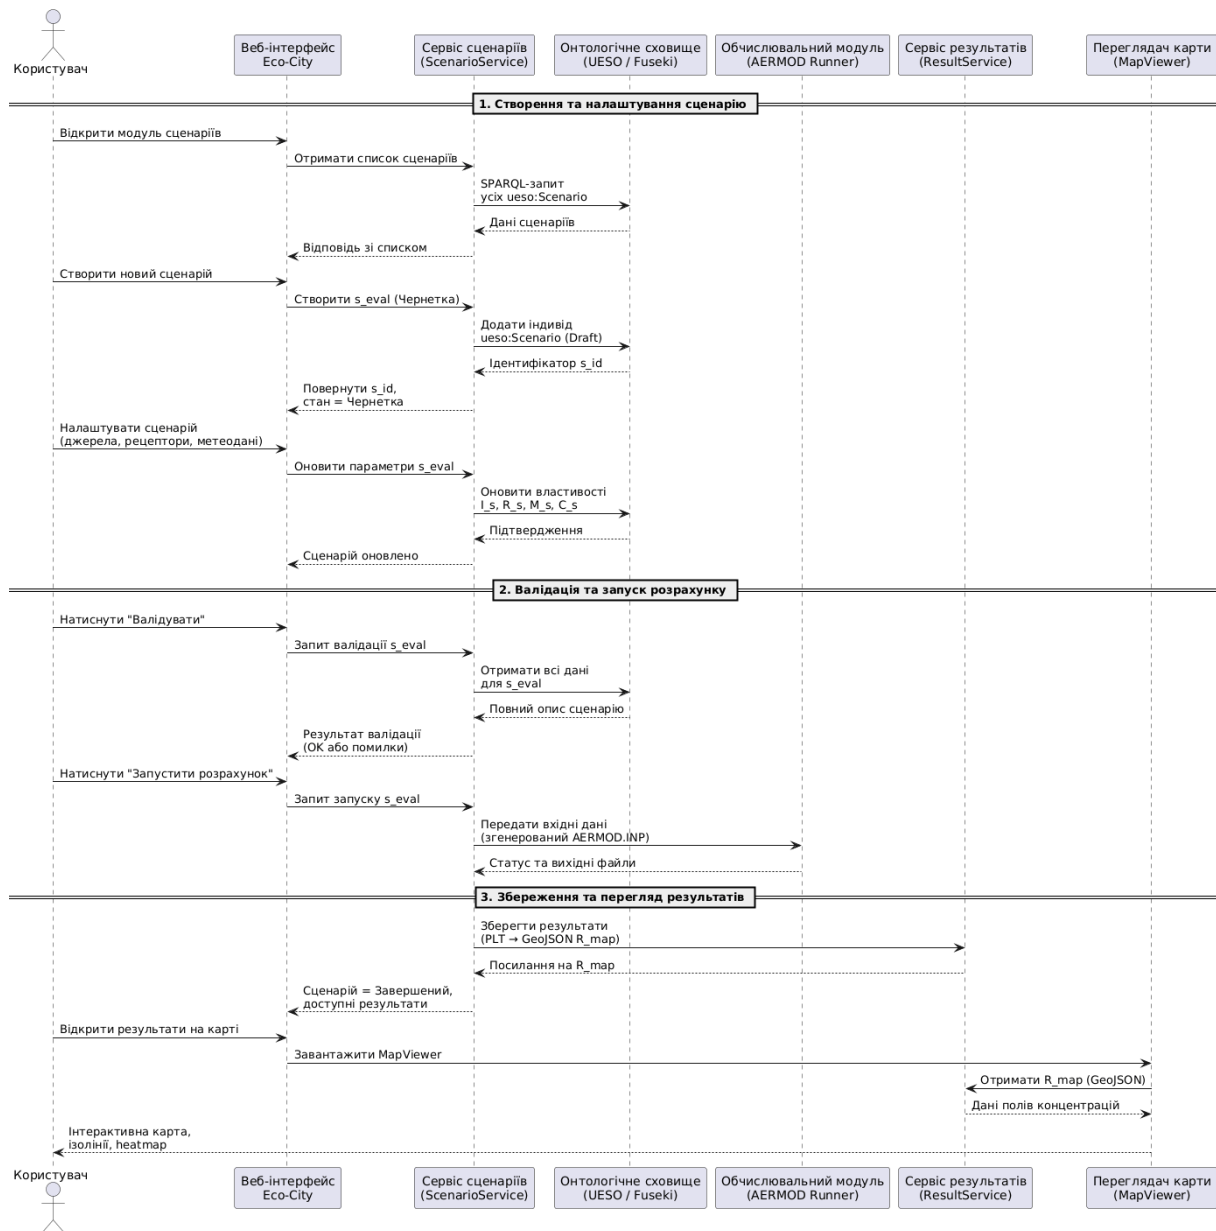 Користувач
Веб-інтерфейс
Eco-City
Сервіс сценаріїв
(ScenarioService)
Онтологічне сховище
(UESO / Fuseki)
Обчислювальний модуль
(AERMOD Runner)
Сервіс результатів
(ResultService)
Переглядач карти
(MapViewer)
1. Створення та налаштування сценарію
Відкрити модуль сценаріїв
Отримати список сценаріїв
SPARQL-запит
усіх ueso:Scenario
Дані сценаріїв
Відповідь зі списком
Створити новий сценарій
Створити s_eval (Чернетка)
Додати індивід
ueso:Scenario (Draft)
Ідентифікатор s_id
Повернути s_id,
стан = Чернетка
Налаштувати сценарій
(джерела, рецептори, метеодані)
Оновити параметри s_eval
Оновити властивості
I_s, R_s, M_s, C_s
Підтвердження
Сценарій оновлено
2. Валідація та запуск розрахунку
Натиснути "Валідувати"
Запит валідації s_eval
Отримати всі дані
для s_eval
Повний опис сценарію
Результат валідації
(OK або помилки)
Натиснути "Запустити розрахунок"
Запит запуску s_eval
Передати вхідні дані
(згенерований AERMOD.INP)
Статус та вихідні файли
3. Збереження та перегляд результатів
Зберегти результати
(PLT → GeoJSON R_map)
Посилання на R_map
Сценарій = Завершений,
доступні результати
Відкрити результати на карті
Завантажити MapViewer
Отримати R_map (GeoJSON)
Дані полів концентрацій
Інтерактивна карта,
ізолінії, heatmap
Користувач
Веб-інтерфейс
Eco-City
Сервіс сценаріїв
(ScenarioService)
Онтологічне сховище
(UESO / Fuseki)
Обчислювальний модуль
(AERMOD Runner)
Сервіс результатів
(ResultService)
Переглядач карти
(MapViewer)